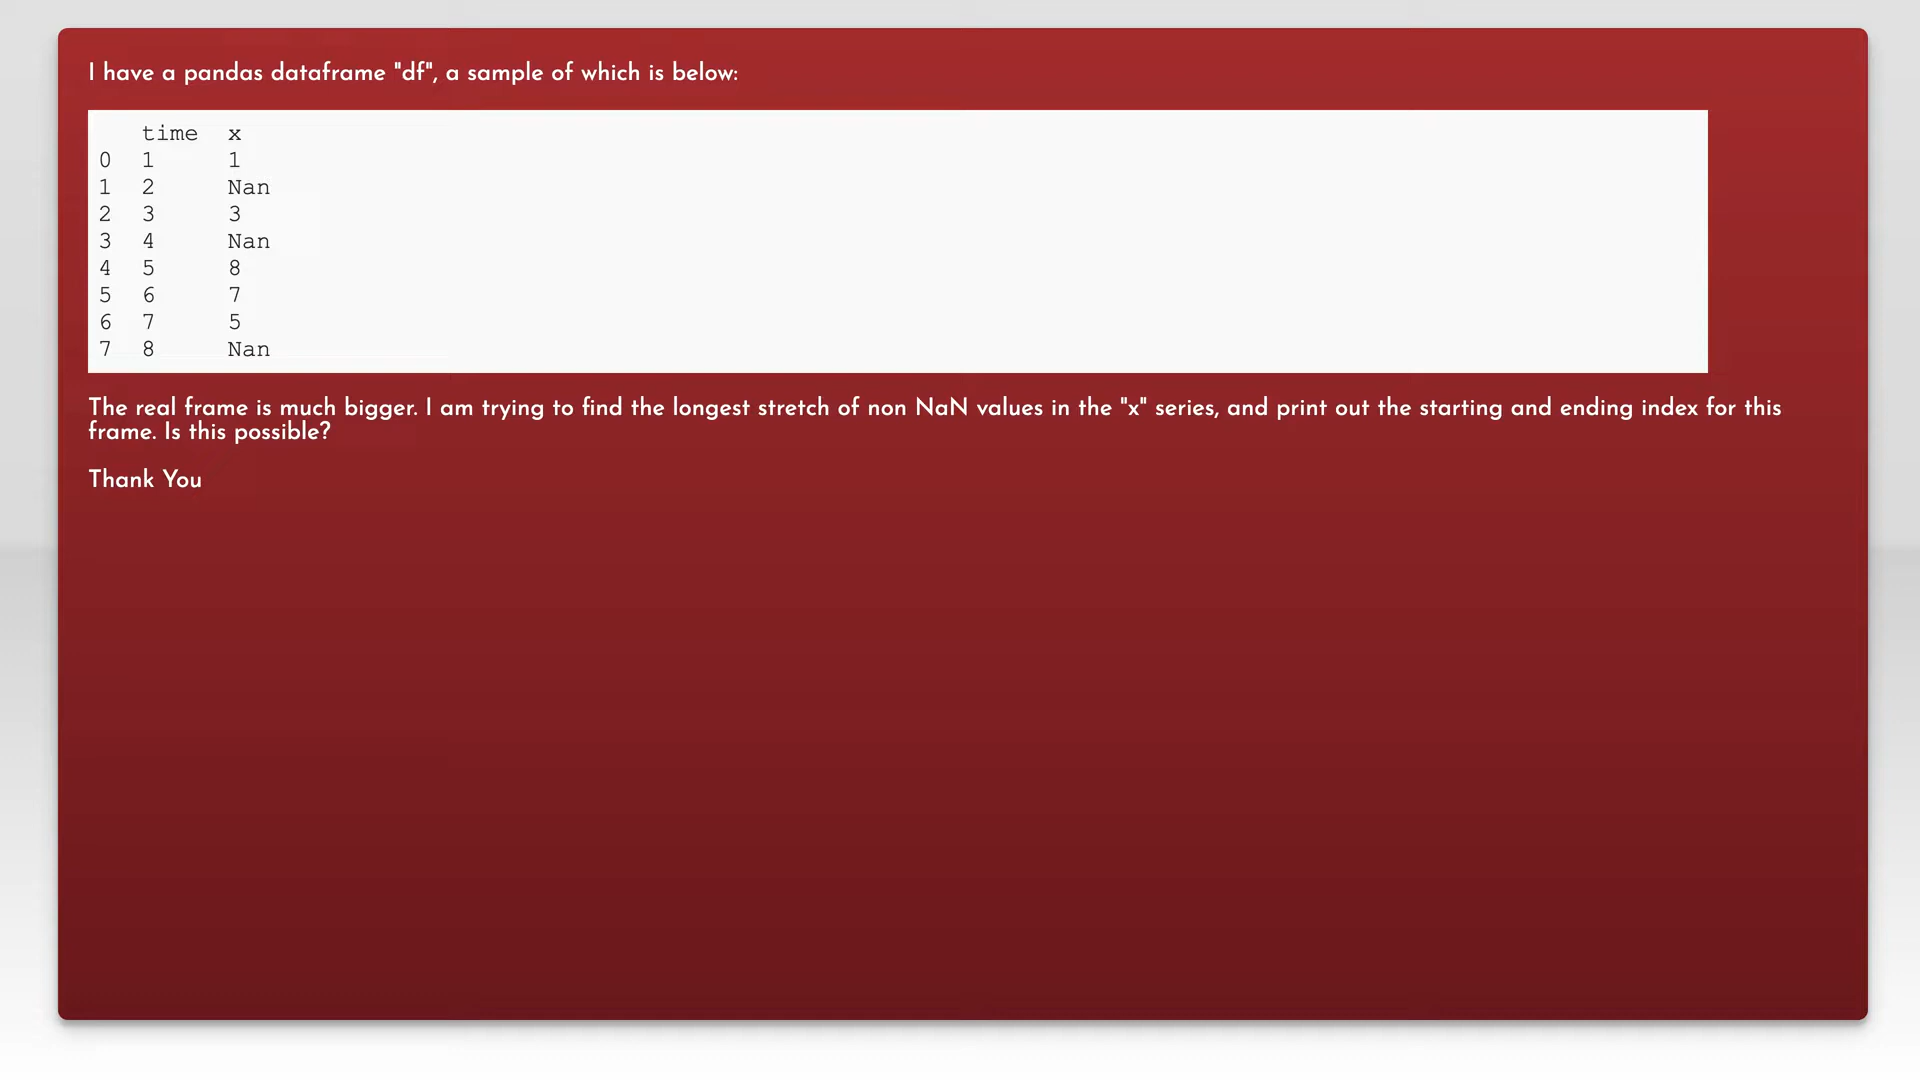 I have a pandas dataframe "df", a sample of which is below:
time x
0 1 1
1 2 Nan
2 3 3
3 4 Nan
4 5 8
5 6 7
6 7 5
7 8 Nan
The real frame is much bigger. I am trying to find the longest stretch of non NaN values in the "x" series, and print out the starting and ending index for this
frame. Is this possible?
Thank You